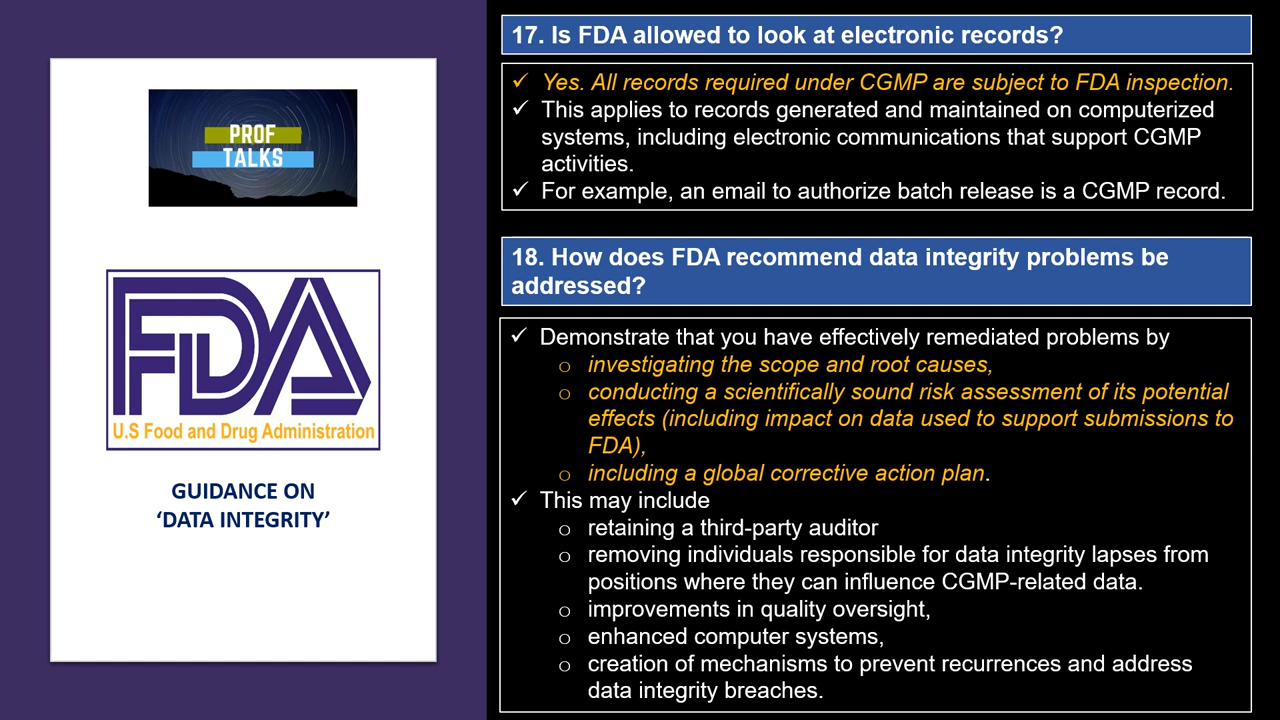 PROF
TALKS
FDA
U.S Food and Drug Administration
GUIDANCE ON
‘DATA INTEGRITY’
17. Is FDA allowed to look at electronic records?
✓ Yes. All records required under CGMP are subject to FDA inspection.
✓ This applies to records generated and maintained on computerized
systems, including electronic communications that support CGMP
activities.
✓ For example, an email to authorize batch release is a CGMP record.
18. How does FDA recommend data integrity problems be
addressed?
✓ Demonstrate that you have effectively remediated problems by
o investigating the scope and root causes,
o conducting a scientifically sound risk assessment of its potential
effects (including impact on data used to support submissions to
FDA),
o including a global corrective action plan.
✓ This may include
o retaining a third-party auditor
o removing individuals responsible for data integrity lapses from
positions where they can influence CGMP-related data.
o improvements in quality oversight,
o enhanced computer systems,
o creation of mechanisms to prevent recurrences and address
data integrity breaches.